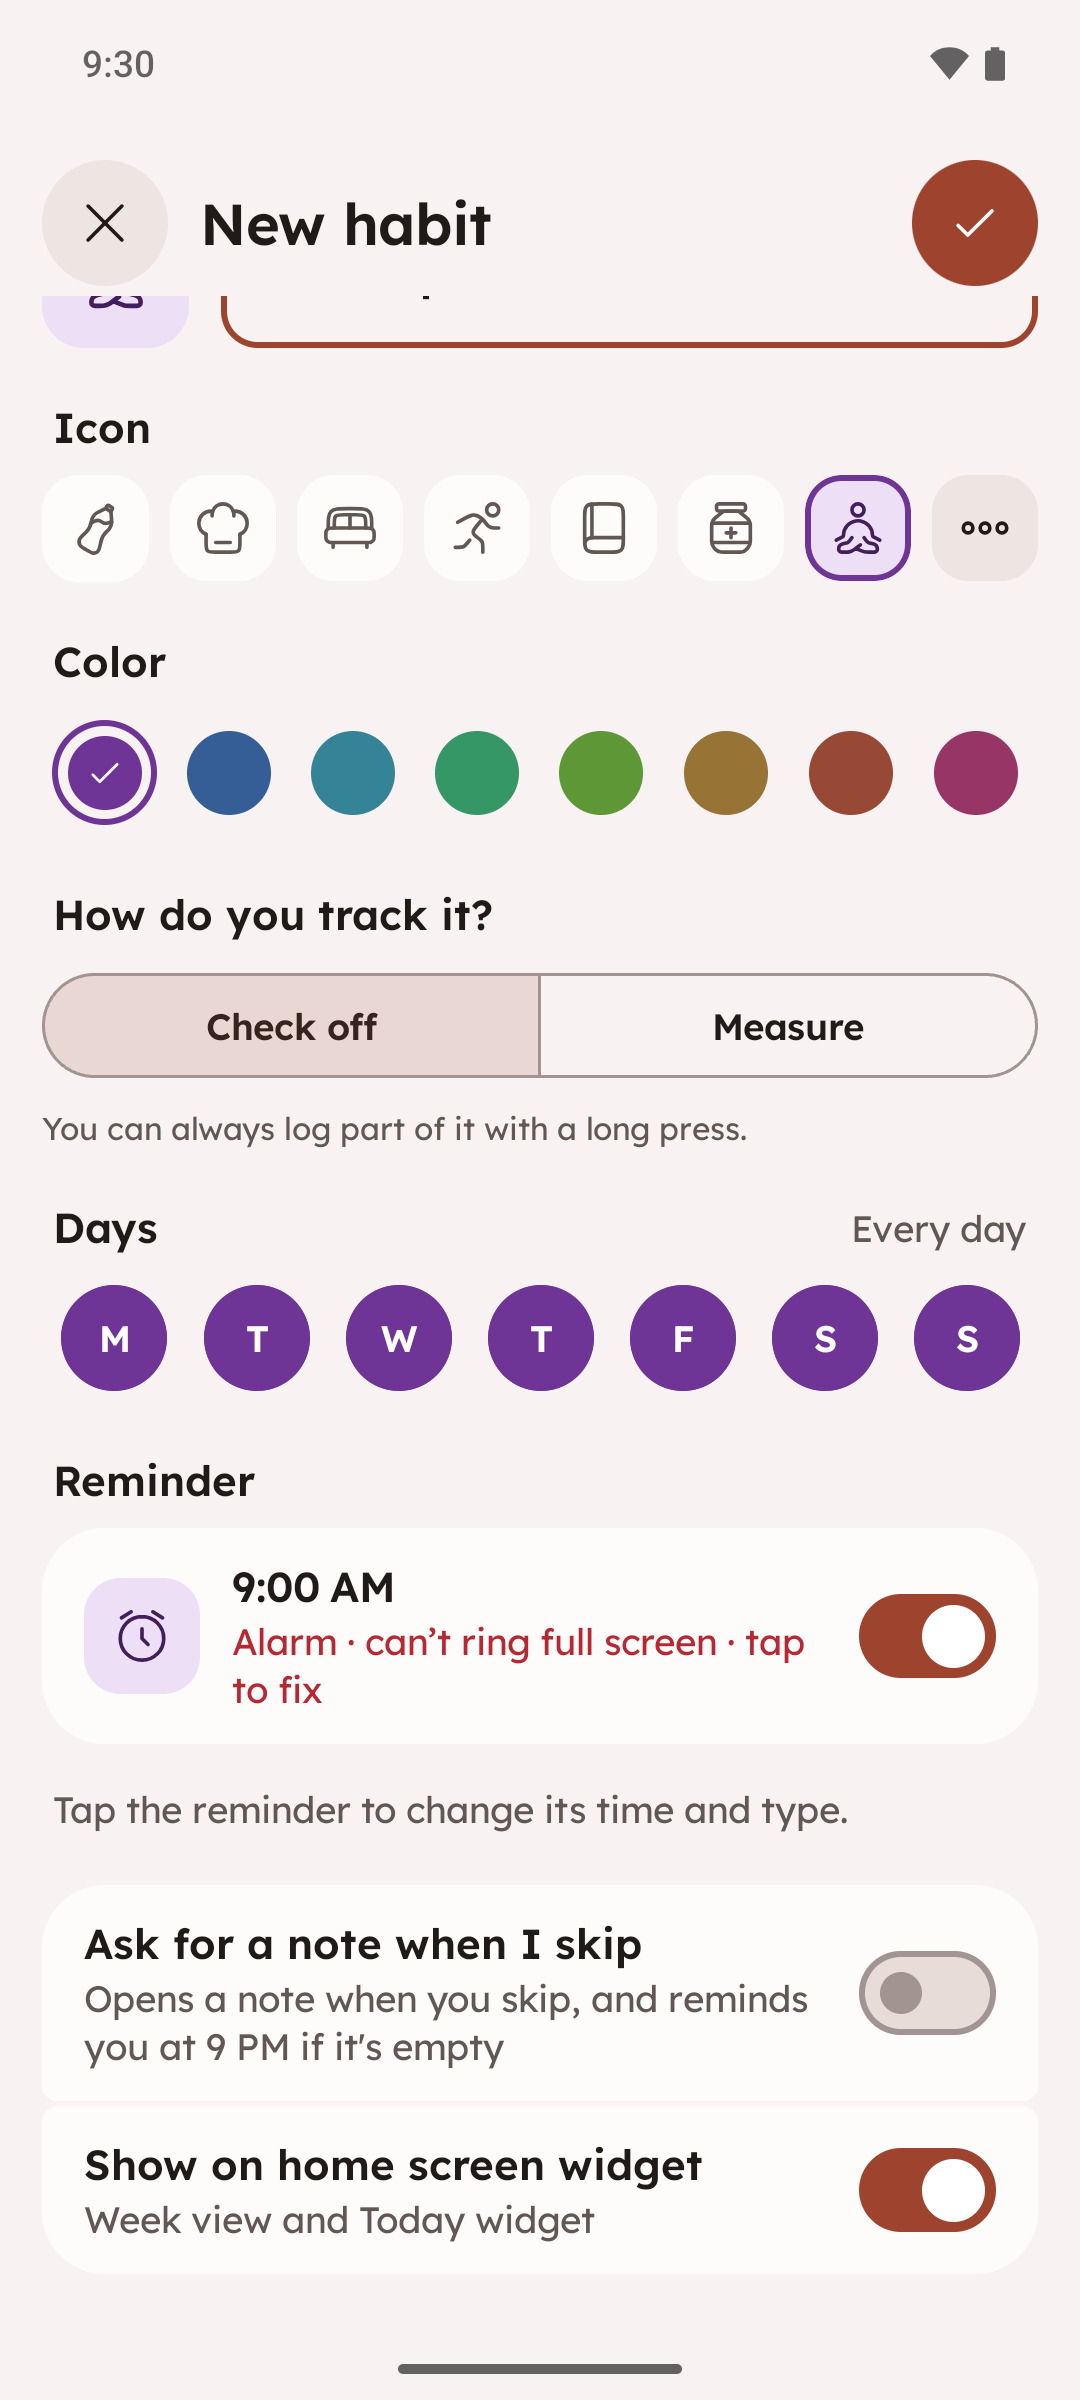 9:30
New habit
Icon
Color
How do you track it?
Check off
Measure
You can always log part of it with a long press.
Days
Every day
M T W T F S S
Reminder
9:00 AM
Alarm · can’t ring full screen · tap
to fix
Tap the reminder to change its time and type.
Ask for a note when I skip
Opens a note when you skip, and reminds
you at 9 PM if it's empty
Show on home screen widget
Week view and Today widget